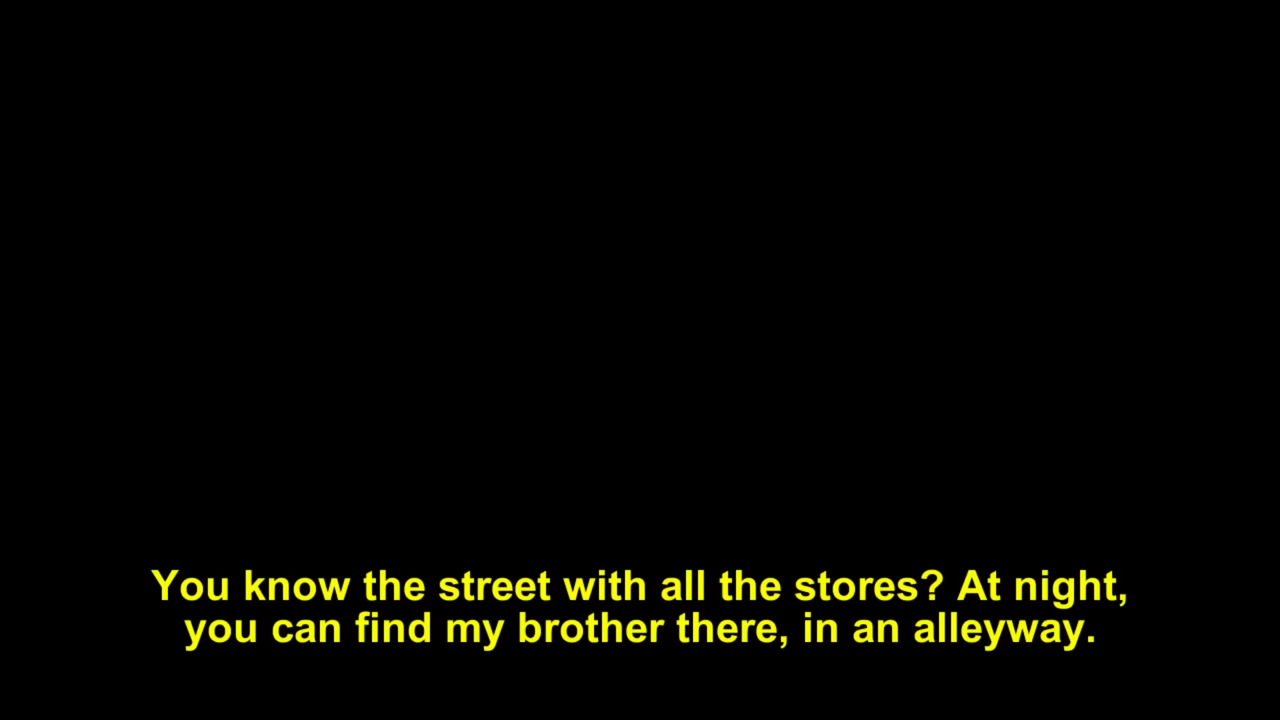 You know the street with all the stores? At night,
you can find my brother there, in an alleyway.